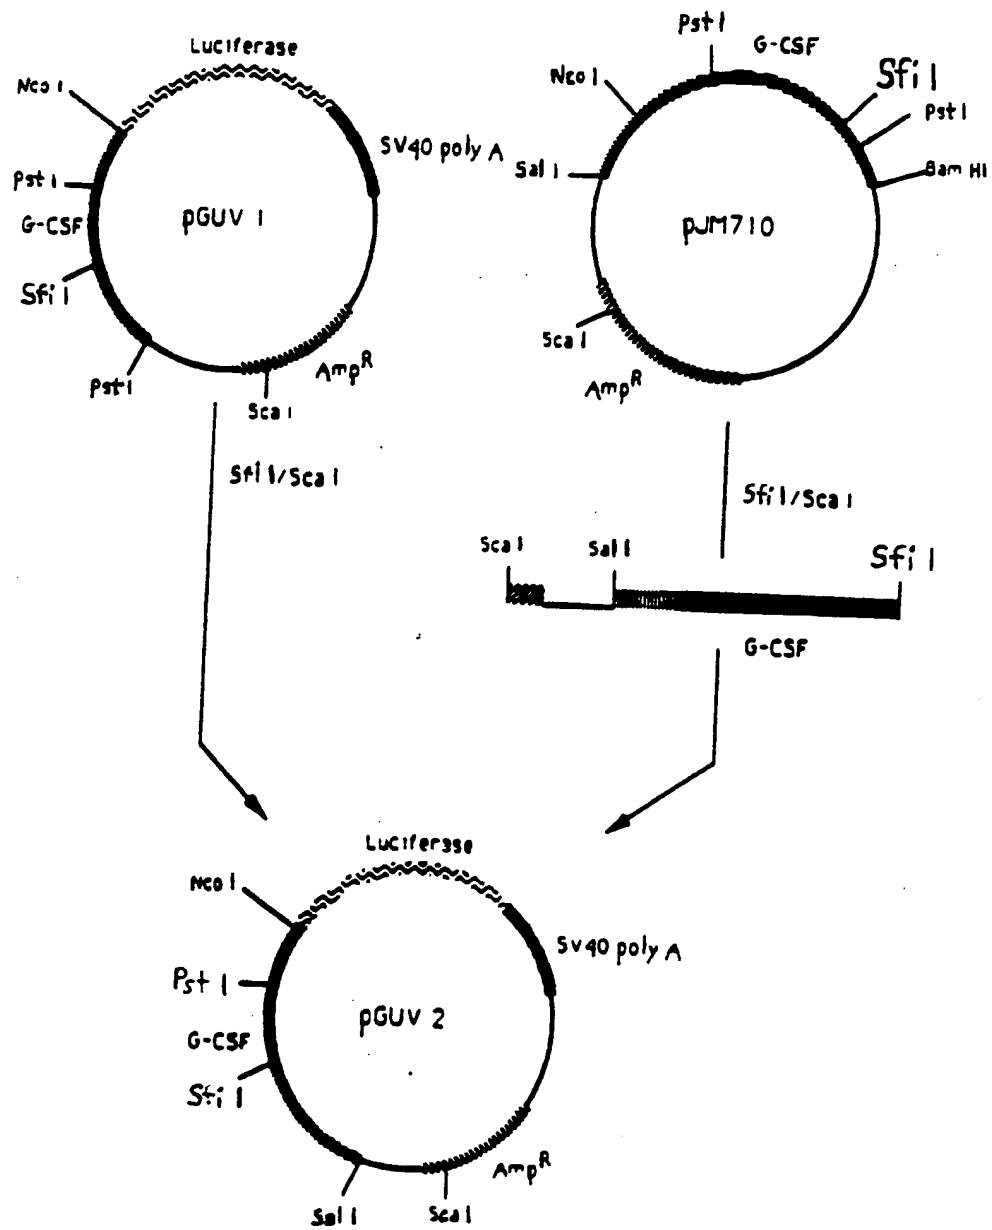 Luciferase
Nco I
SV40 poly A
Pst I
G-CSF
pGUV 1
Sfi I
Pst I
Sca I
Amp^R
Pst I
G-CSF
Nco I
Sfi I
Pst I
Sal I
Bam HI
pJM710
Sca I
Amp^R
Sfi I/Sca I
Sfi I/Sca I
Sca I
Sal I
Sfi I
G-CSF
Luciferase
Nco I
SV40 poly A
Pst I
pGUV 2
G-CSF
Sfi I
Amp^R
Sal I
Sca I